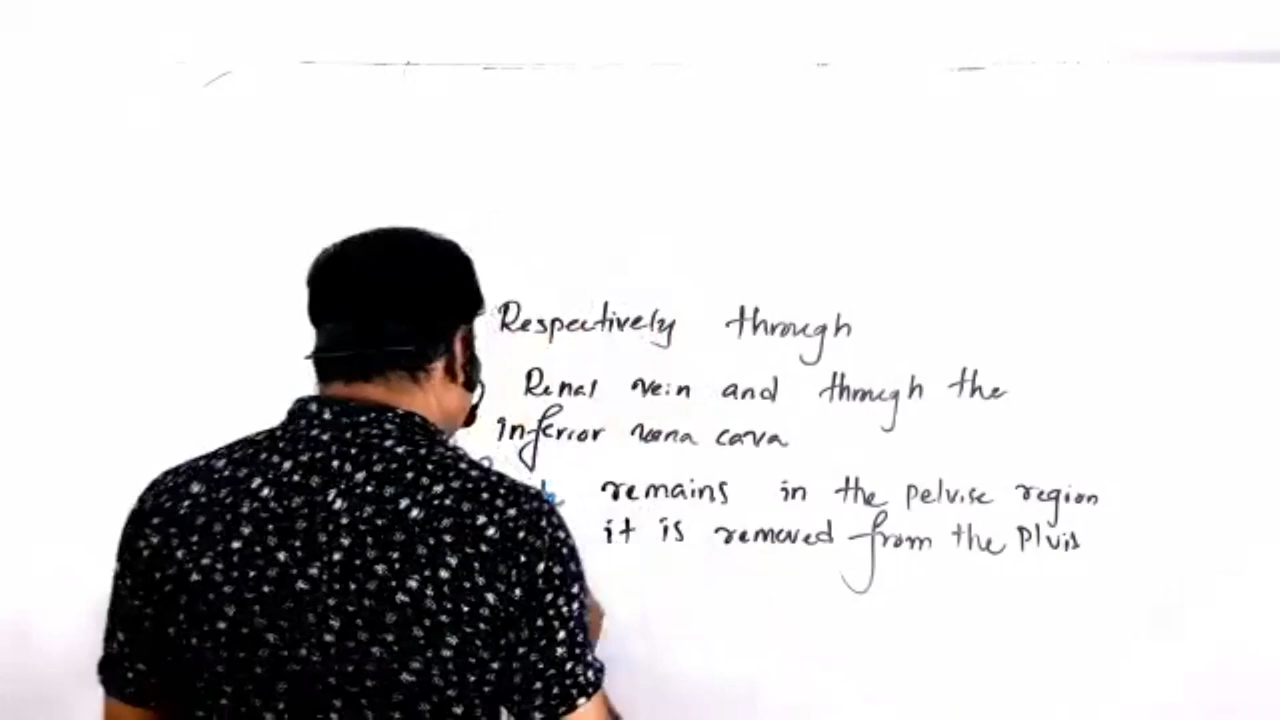 Respectively through
Renal vein and through the
inferior vena cava
remains in the pelvise region
it is removed from the Plvis